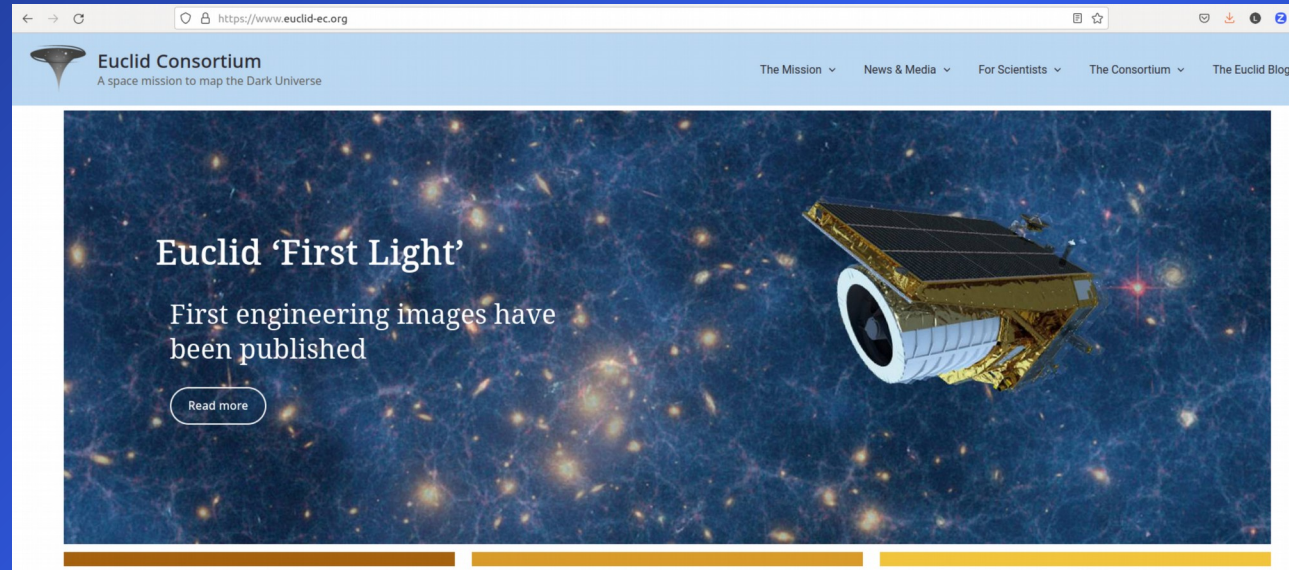 https://www.euclid-ec.org
Euclid Consortium
A space mission to map the Dark Universe
The Mission
News & Media
For Scientists
The Consortium
The Euclid Blog
Euclid ‘First Light’
First engineering images have
been published
Read more
L
Z